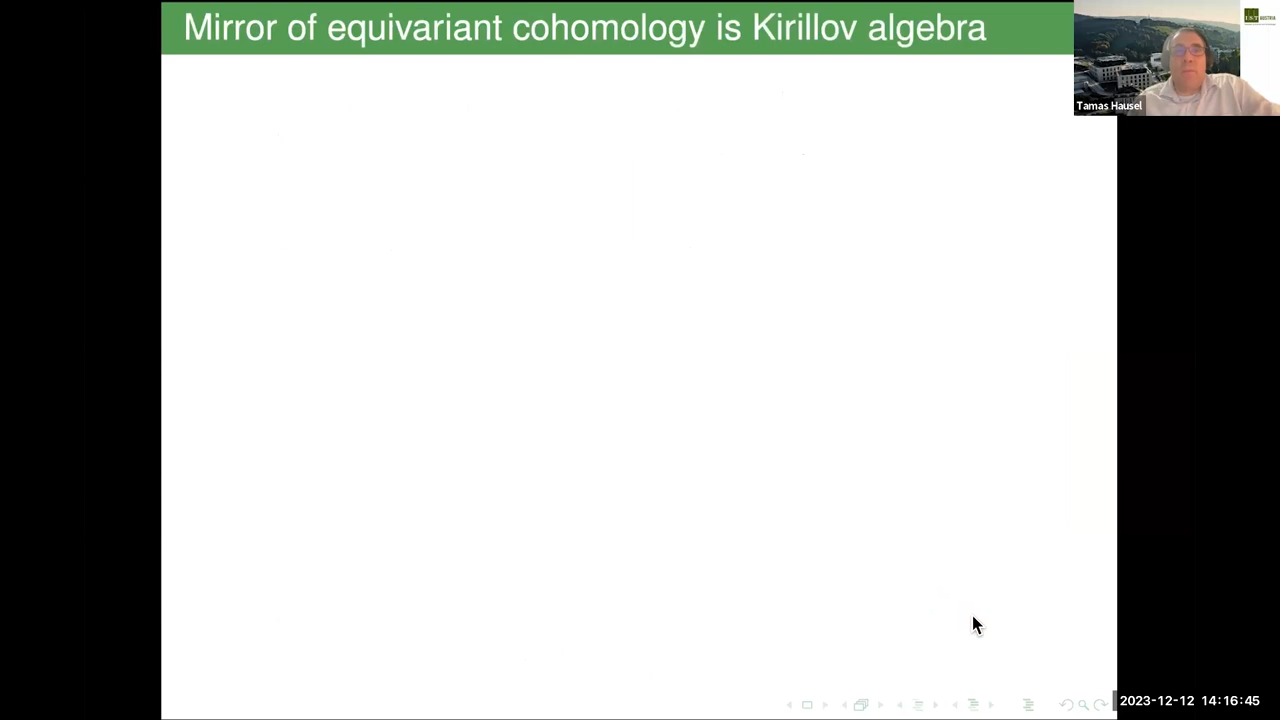 Mirror of equivariant cohomology is Kirillov algebra
Tamas Hausel
2023-12-12 14:16:45